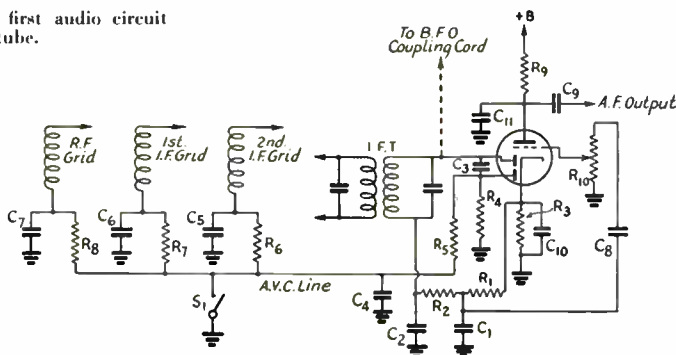 first audio circuit
tube.
To B.F.O
Coupling Cord
+B
R9
C9
A.F. Output
C11
R.F.
Grid
1st.
I.F. Grid
2nd.
I.F. Grid
I.F.T
C3
R4
R10
R3
C7
R8
C6
R7
C5
R6
R5
C10
C8
A.V.C. Line
S1
C4
R2
R1
C2
C1